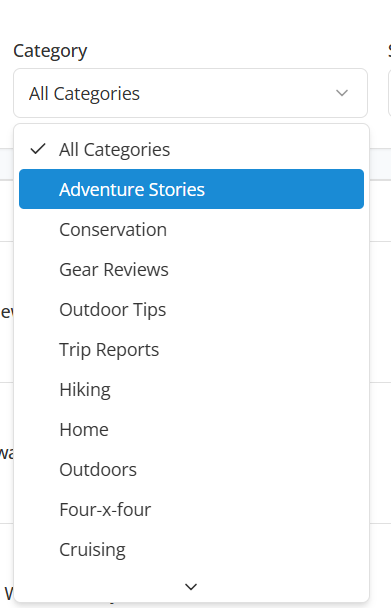 Category
All Categories
All Categories
Adventure Stories
Conservation
Gear Reviews
Outdoor Tips
Trip Reports
Hiking
Home
Outdoors
Four-x-four
Cruising